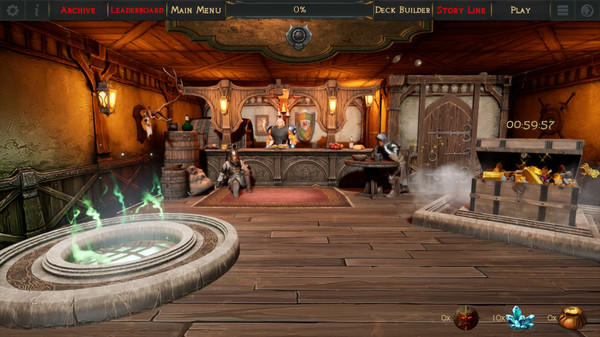 ARCHIVE
LEADERBOARD
MAIN MENU
0%
DECK BUILDER
STORY LINE
PLAY
00:59:57
0x
10x
0x